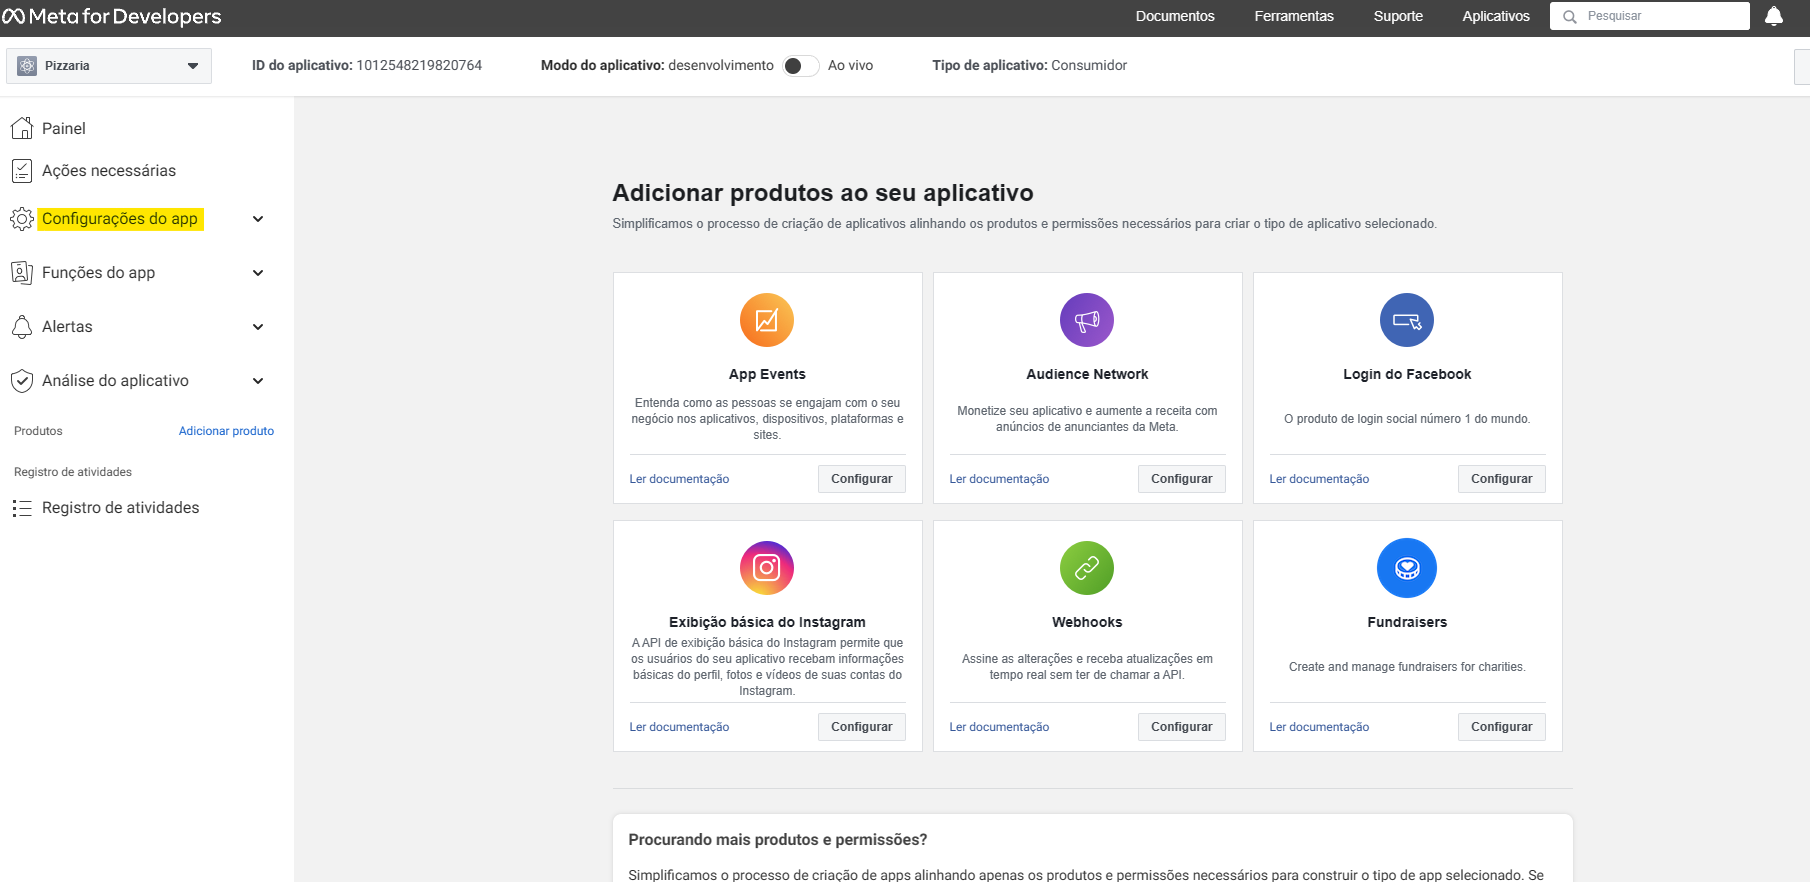 Meta for Developers
Documentos
Ferramentas
Suporte
Aplicativos
Pesquisar
Pizzaria
ID do aplicativo: 1012548219820764
Modo do aplicativo: desenvolvimento
Ao vivo
Tipo de aplicativo: Consumidor
Painel
Ações necessárias
Configurações do app
Funções do app
Alertas
Análise do aplicativo
Produtos
Adicionar produto
Registro de atividades
Registro de atividades
Adicionar produtos ao seu aplicativo
Simplificamos o processo de criação de aplicativos alinhando os produtos e permissões necessários para criar o tipo de aplicativo selecionado.
App Events
Entenda como as pessoas se engajam com o seu
negócio nos aplicativos, dispositivos, plataformas e
sites.
Ler documentação
Configurar
Audience Network
Monetize seu aplicativo e aumente a receita com
anúncios de anunciantes da Meta.
Ler documentação
Configurar
Login do Facebook
O produto de login social número 1 do mundo.
Ler documentação
Configurar
Exibição básica do Instagram
A API de exibição básica do Instagram permite que
os usuários do seu aplicativo recebam informações
básicas do perfil, fotos e vídeos de suas contas do
Instagram.
Ler documentação
Configurar
Webhooks
Assine as alterações e receba atualizações em
tempo real sem ter de chamar a API.
Ler documentação
Configurar
Fundraisers
Create and manage fundraisers for charities.
Ler documentação
Configurar
Procurando mais produtos e permissões?
Simplificamos o processo de criação de apps alinhando apenas os produtos e permissões necessários para construir o tipo de app selecionado. Se